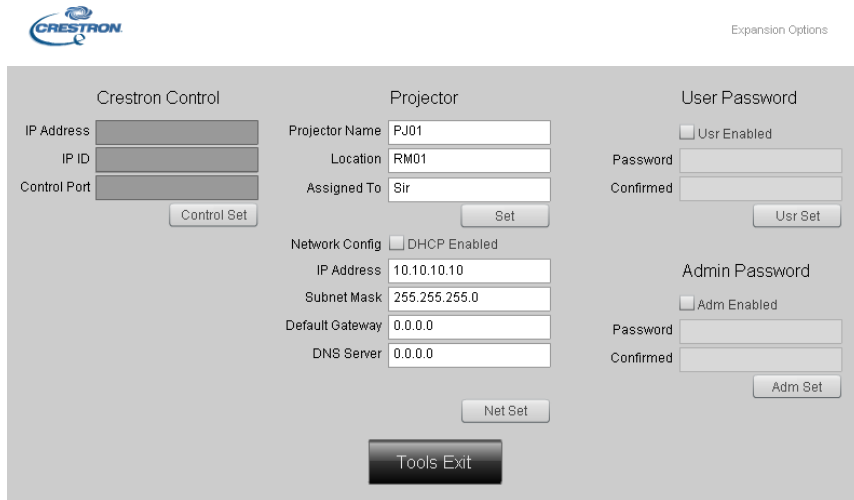 CRESTRON
Expansion Options
Crestron Control
IP Address
IP ID
Control Port
Control Set
Projector
Projector Name PJ01
Location RM01
Assigned To Sir
Set
Network Config DHCP Enabled
IP Address 10.10.10.10
Subnet Mask 255.255.255.0
Default Gateway 0.0.0.0
DNS Server 0.0.0.0
Net Set
User Password
Usr Enabled
Password
Confirmed
Usr Set
Admin Password
Adm Enabled
Password
Confirmed
Adm Set
Tools Exit